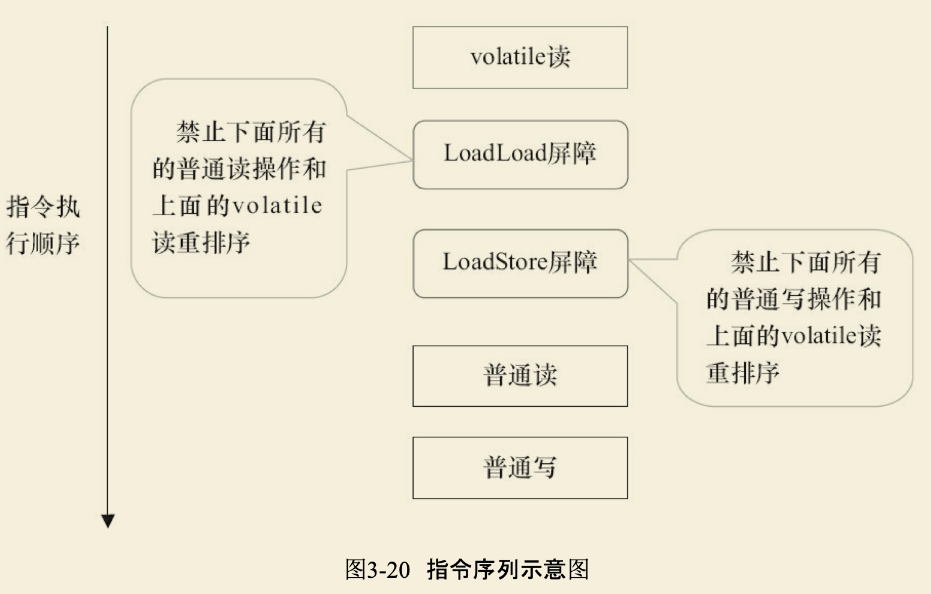 volatile读
禁止下面所有
的普通读操作和
上面的volatile
读重排序
LoadLoad屏障
指令执
行顺序
LoadStore屏障
禁止下面所有
的普通写操作和
上面的volatile读
重排序
普通读
普通写
图3-20 指令序列示意图